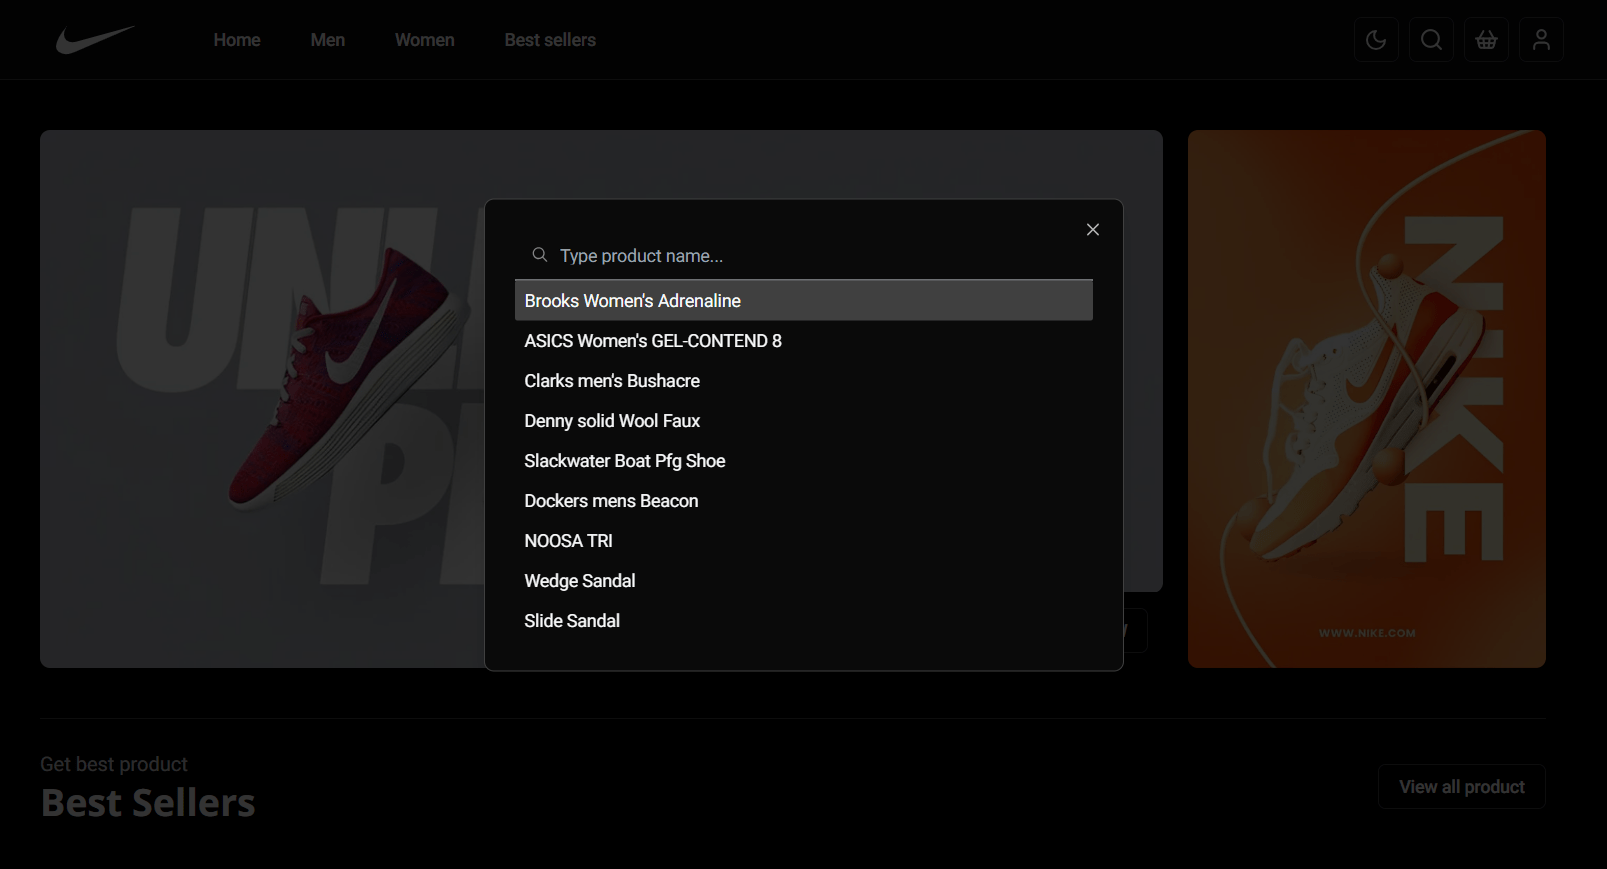 Home
Men
Women
Best sellers
Type product name...
Brooks Women's Adrenaline
ASICS Women's GEL-CONTEND 8
Clarks men's Bushacre
Denny solid Wool Faux
Slackwater Boat Pfg Shoe
Dockers mens Beacon
NOOSA TRI
Wedge Sandal
Slide Sandal
NIKE
WWW.NIKE.COM
Get best product
Best Sellers
View all product